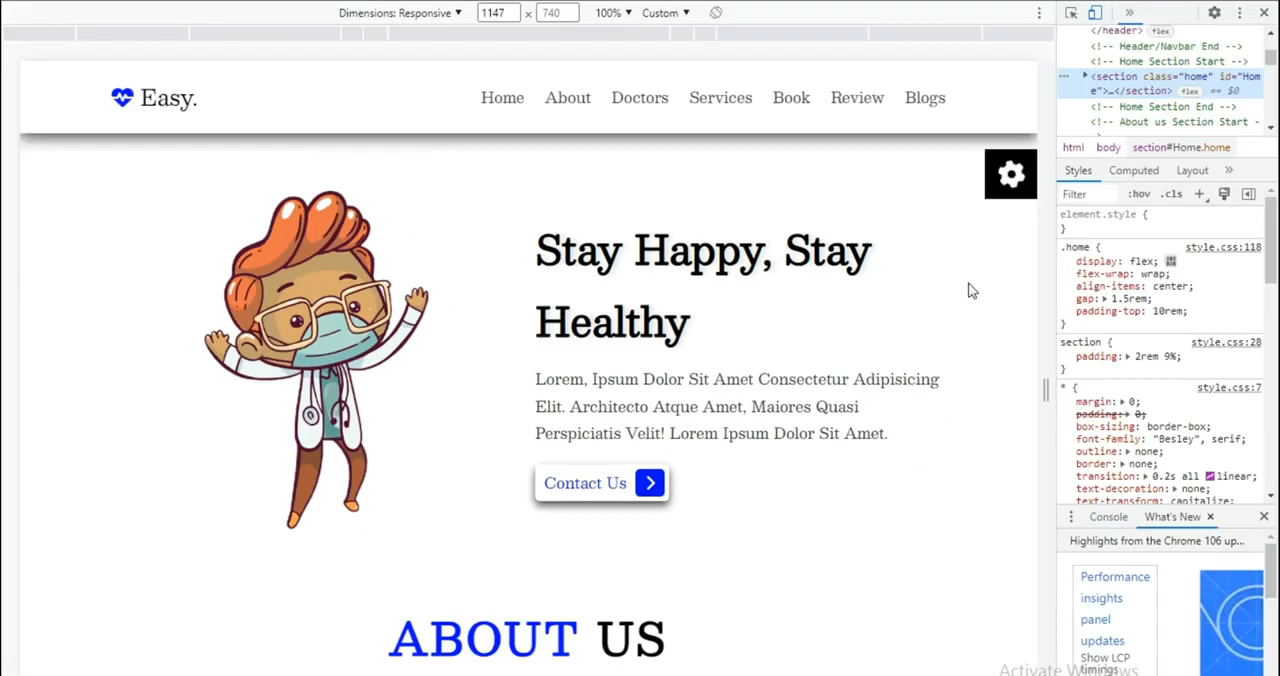 Dimensions: Responsive ▼ 1147 × 740 100% ▼ Custom ▼
</header> flex
<!-- Header/Navbar End -->
<!-- Home Section Start -->
<section class="home" id="Hom
e">…</section> flex == $0
<!-- Home Section End -->
<!-- About us Section Start -
html body section#Home.home
Styles Computed Layout »
Filter :hov .cls +
element.style {
}
.home { style.css:118
display: flex;
flex-wrap: wrap;
align-items: center;
gap: 1.5rem;
padding-top: 10rem;
}
section { style.css:28
padding: 2rem 9%;
}
* { style.css:7
margin: 0;
padding: 0;
box-sizing: border-box;
font-family: "Besley", serif;
outline: none;
border: none;
transition: 0.2s all linear;
text-decoration: none;
text-transform: capitalize;
Console What's New ×
Highlights from the Chrome 106 up...
Performance
insights
panel
updates
Show LCP
timings
Easy.
Home About Doctors Services Book Review Blogs
Stay Happy, Stay
Healthy
Lorem, Ipsum Dolor Sit Amet Consectetur Adipisicing
Elit. Architecto Atque Amet, Maiores Quasi
Perspiciatis Velit! Lorem Ipsum Dolor Sit Amet.
Contact Us
ABOUT US
Activate Windows